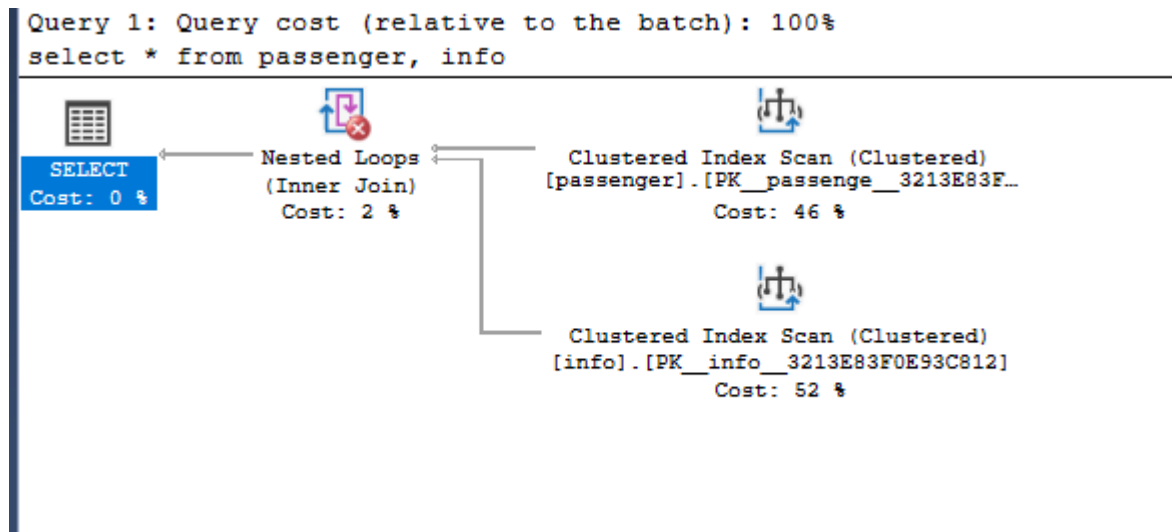 Query 1: Query cost (relative to the batch): 100%
select * from passenger, info
SELECT
Cost: 0 %
Nested Loops
(Inner Join)
Cost: 2 %
Clustered Index Scan (Clustered)
[passenger].[PK__passenge__3213E83F…
Cost: 46 %
Clustered Index Scan (Clustered)
[info].[PK__info__3213E83F0E93C812]
Cost: 52 %